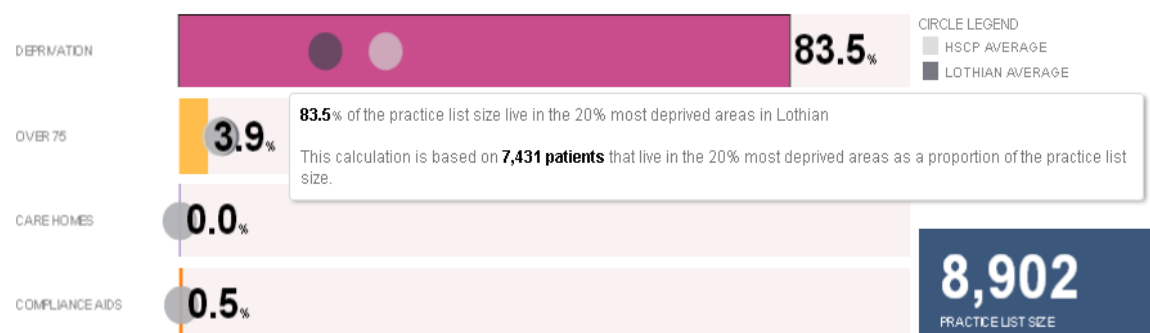 DEPRIVATION
83.5%
CIRCLE LEGEND
HSCP AVERAGE
LOTHIAN AVERAGE
83.5% of the practice list size live in the 20% most deprived areas in Lothian
This calculation is based on 7,431 patients that live in the 20% most deprived areas as a proportion of the practice list
size.
OVER 75
3.9%
CARE HOMES
0.0%
COMPLIANCE AIDS
0.5%
8,902
PRACTICE LIST SIZE